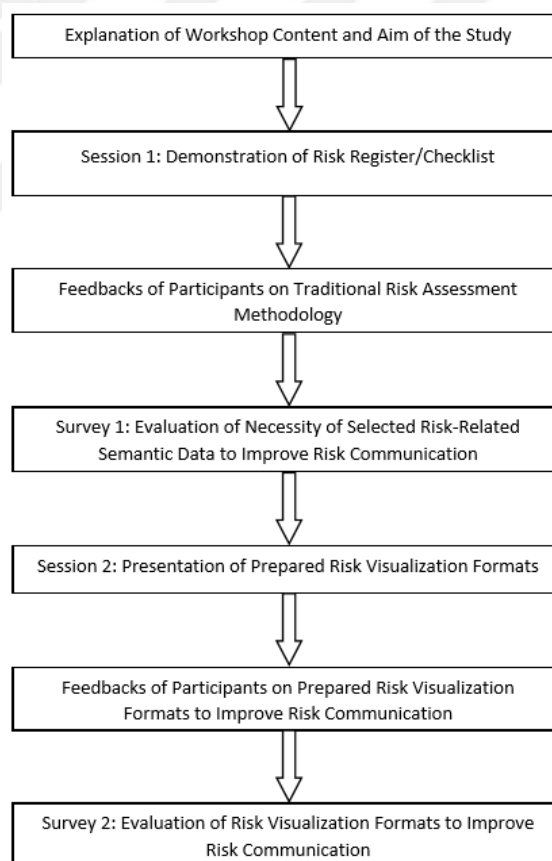 Explanation of Workshop Content and Aim of the Study
Session 1: Demonstration of Risk Register/Checklist
Feedbacks of Participants on Traditional Risk Assessment
Methodology
Survey 1: Evaluation of Necessity of Selected Risk-Related
Semantic Data to Improve Risk Communication
Session 2: Presentation of Prepared Risk Visualization Formats
Feedbacks of Participants on Prepared Risk Visualization
Formats to Improve Risk Communication
Survey 2: Evaluation of Risk Visualization Formats to Improve
Risk Communication